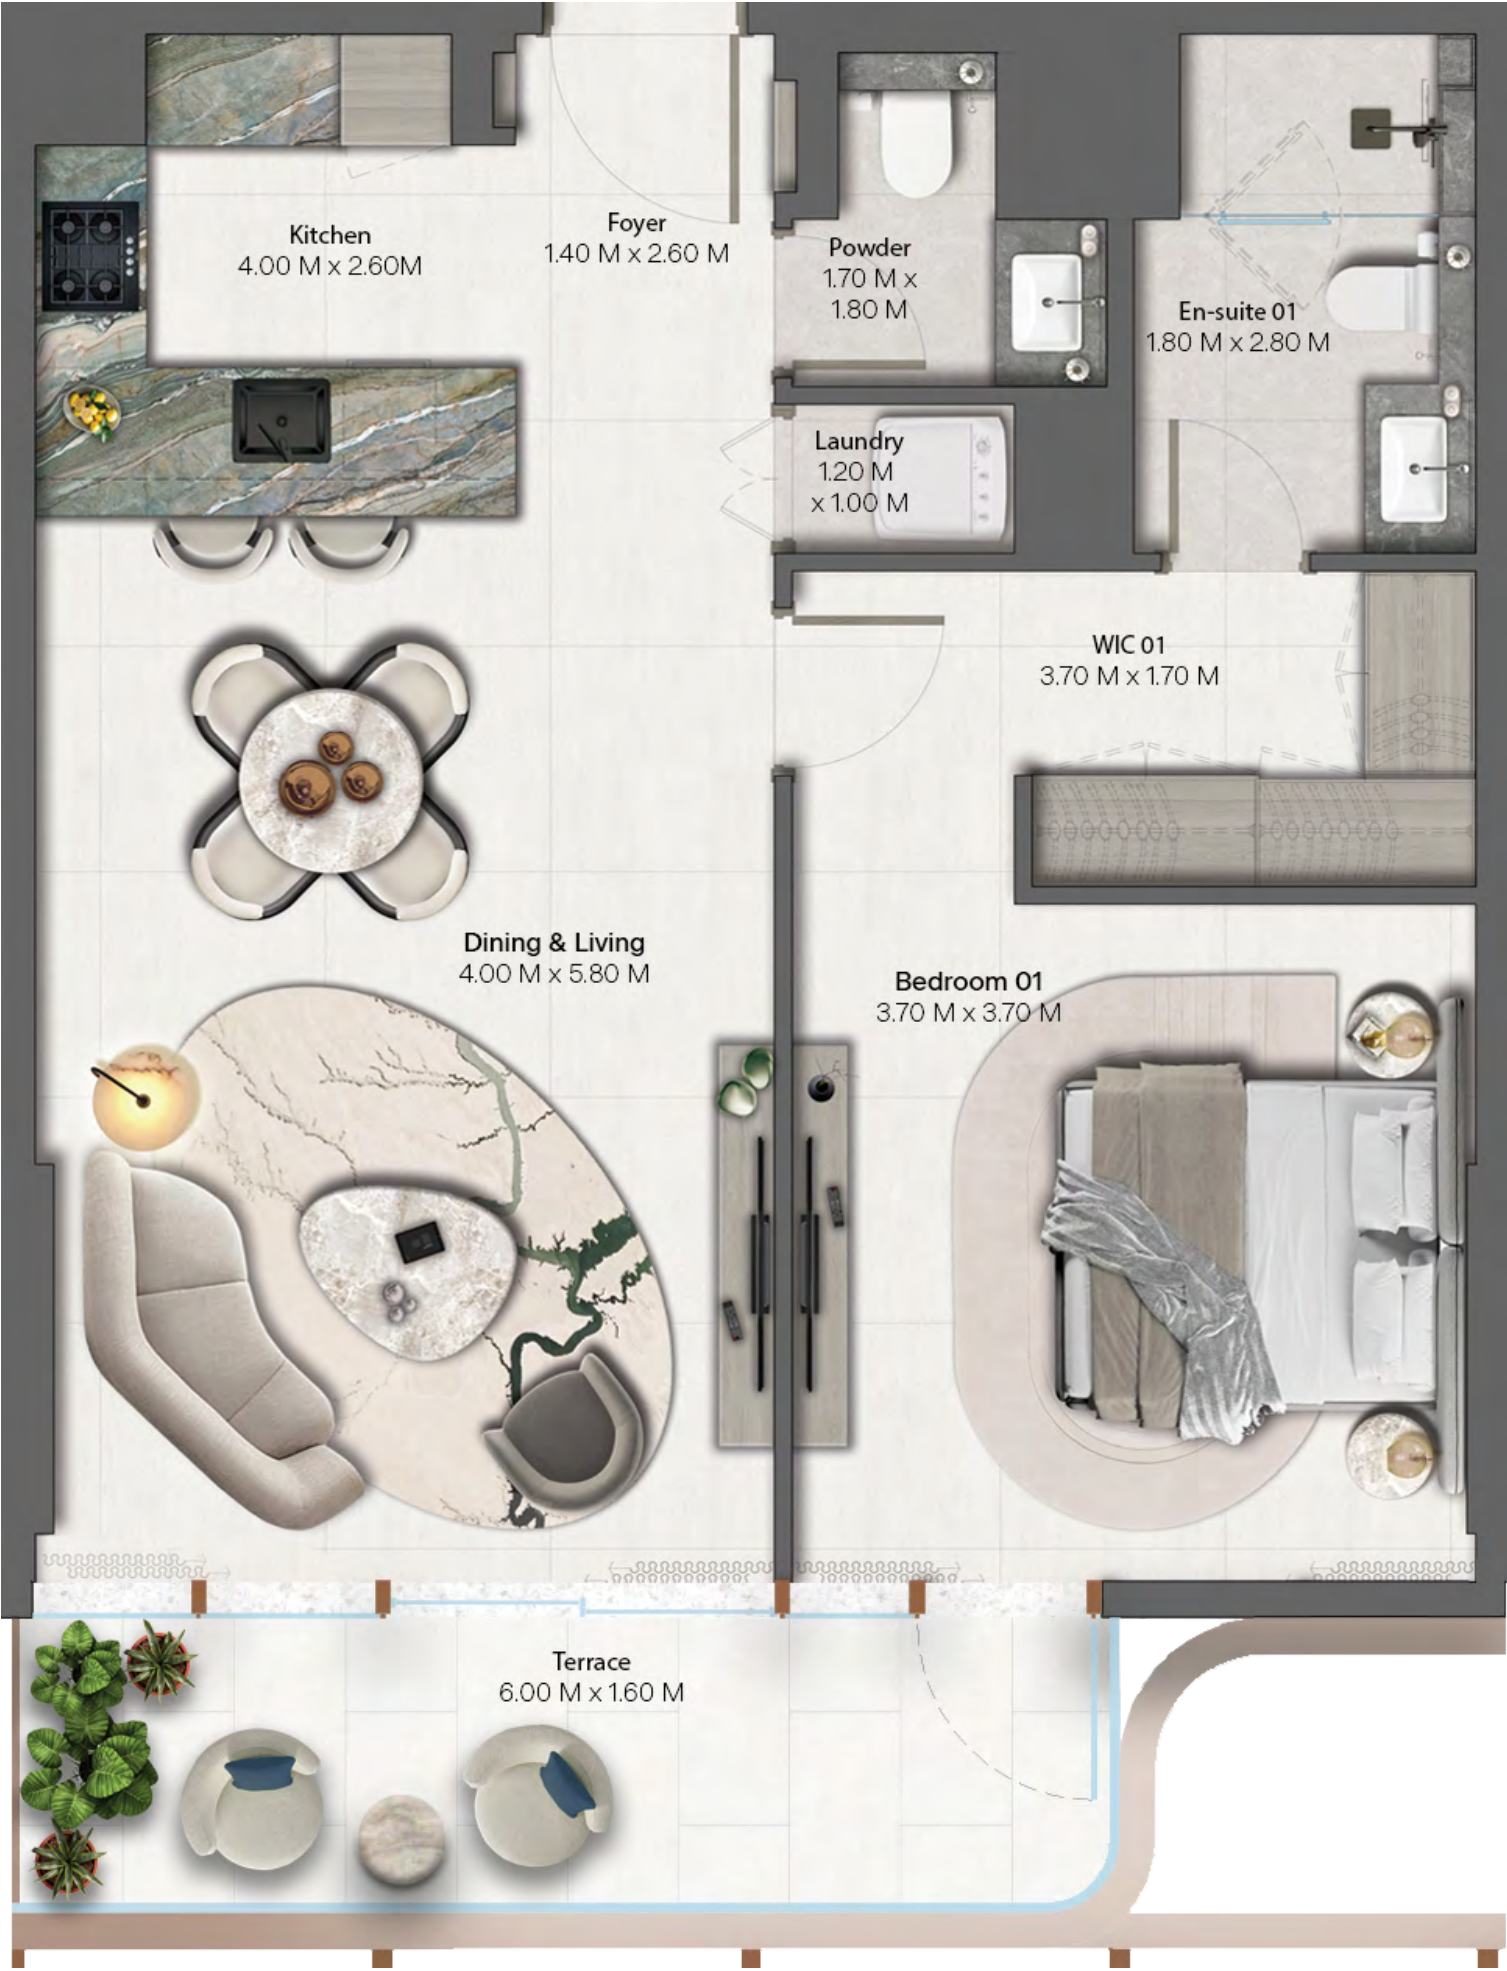 Kitchen
4.00 M x 2.60M
Foyer
1.40 M x 2.60 M
Powder
1.70 M x
1.80 M
En-suite 01
1.80 M x 2.80 M
Laundry
1.20 M
x 1.00 M
WIC 01
3.70 M x 1.70 M
Dining & Living
4.00 M x 5.80 M
Bedroom 01
3.70 M x 3.70 M
Terrace
6.00 M x 1.60 M